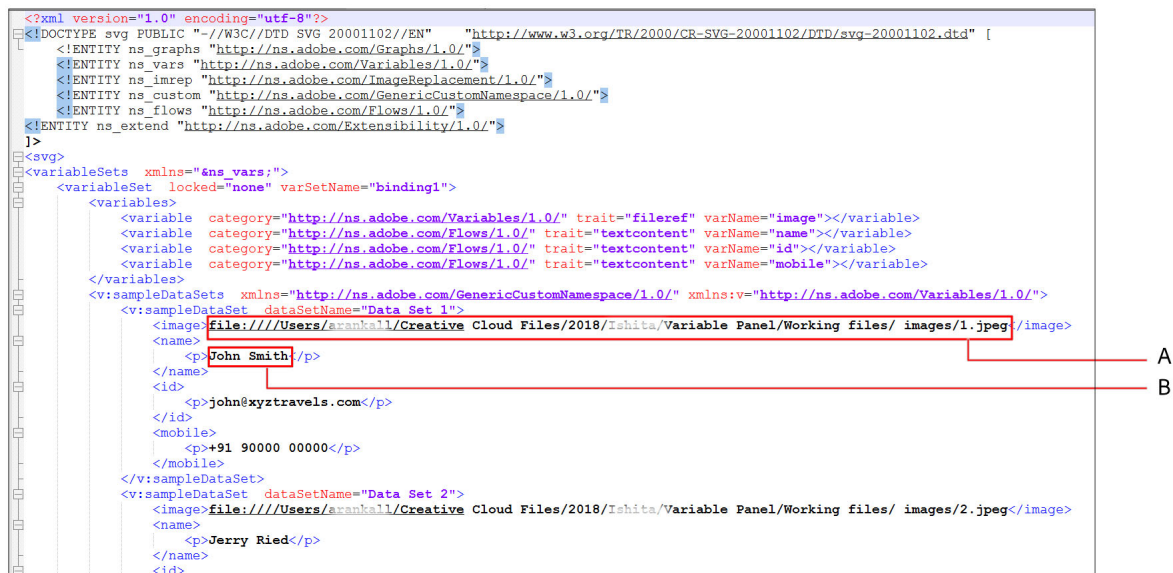 <?xml version="1.0" encoding="utf-8"?>
<!DOCTYPE svg PUBLIC "-//W3C//DTD SVG 20001102//EN"    "http://www.w3.org/TR/2000/CR-SVG-20001102/DTD/svg-20001102.dtd" [
    <!ENTITY ns_graphs "http://ns.adobe.com/Graphs/1.0/">
    <!ENTITY ns_vars "http://ns.adobe.com/Variables/1.0/">
    <!ENTITY ns_imrep "http://ns.adobe.com/ImageReplacement/1.0/">
    <!ENTITY ns_custom "http://ns.adobe.com/GenericCustomNamespace/1.0/">
    <!ENTITY ns_flows "http://ns.adobe.com/Flows/1.0/">
<!ENTITY ns_extend "http://ns.adobe.com/Extensibility/1.0/">
]>
<svg>
<variableSets  xmlns="&ns_vars;">
    <variableSet  locked="none" varSetName="binding1">
        <variables>
            <variable  category="http://ns.adobe.com/Variables/1.0/" trait="fileref" varName="image"></variable>
            <variable  category="http://ns.adobe.com/Flows/1.0/" trait="textcontent" varName="name"></variable>
            <variable  category="http://ns.adobe.com/Flows/1.0/" trait="textcontent" varName="id"></variable>
            <variable  category="http://ns.adobe.com/Flows/1.0/" trait="textcontent" varName="mobile"></variable>
        </variables>
        <v:sampleDataSets  xmlns="http://ns.adobe.com/GenericCustomNamespace/1.0/" xmlns:v="http://ns.adobe.com/Variables/1.0/">
            <v:sampleDataSet  dataSetName="Data Set 1">
                <image>file:////Users/arankall/Creative Cloud Files/2018/Ishita/Variable Panel/Working files/ images/1.jpeg</image>
A
                <name>
                    <p>John Smith</p>
                </name>
B
                <id>
                    <p>john@xyztravels.com</p>
                </id>
                <mobile>
                    <p>+91 90000 00000</p>
                </mobile>
            </v:sampleDataSet>
            <v:sampleDataSet  dataSetName="Data Set 2">
                <image>file:////Users/arankall/Creative Cloud Files/2018/Ishita/Variable Panel/Working files/ images/2.jpeg</image>
                <name>
                    <p>Jerry Ried</p>
                </name>
                <id>